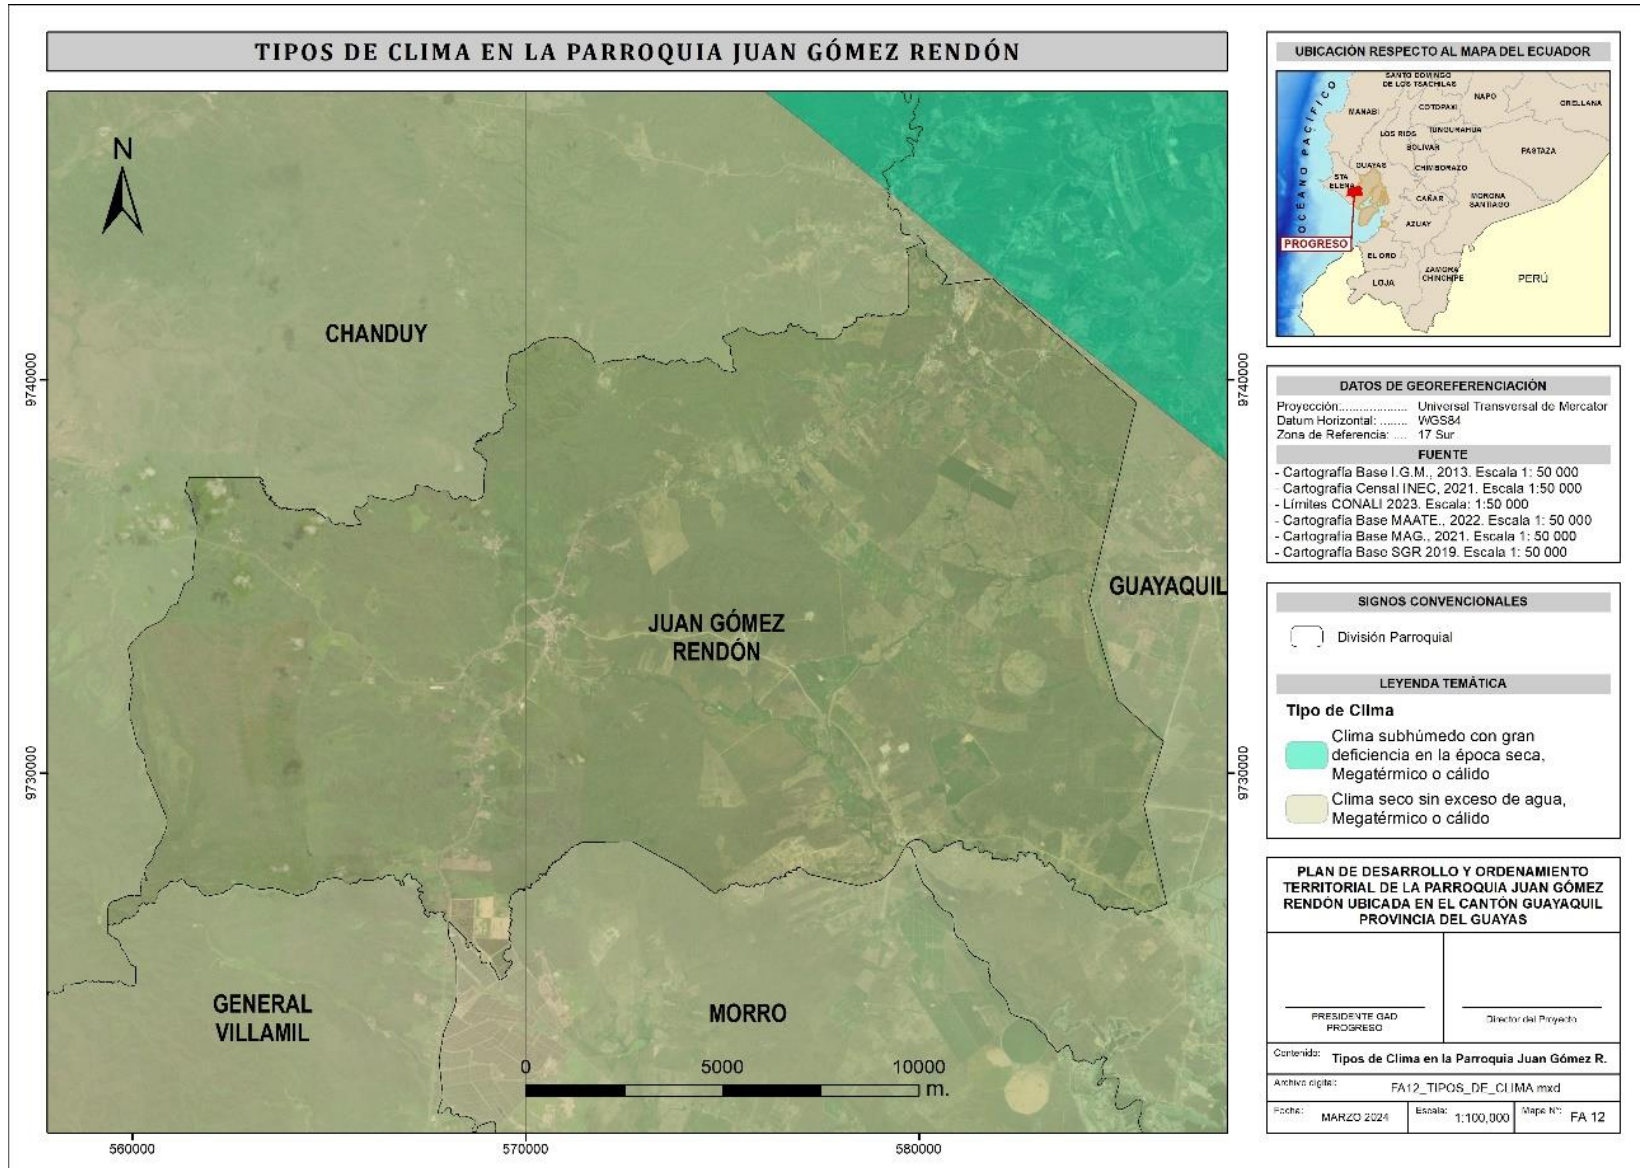 TIPOS DE CLIMA EN LA PARROQUIA JUAN GÓMEZ RENDÓN
N
CHANDUY
JUAN GÓMEZ
RENDÓN
GUAYAQUIL
GENERAL
VILLAMIL
MORRO
0 5000 10000
m.
9740000
9730000
9740000
9730000
560000
570000
580000
UBICACIÓN RESPECTO AL MAPA DEL ECUADOR
OCÉANO PACÍFICO
SANTO DOMINGO
DE LOS TSÁCHILAS
MANABI
COTOPAXI
NAPO
ORELLANA
LOS RIOS
TUNGURAHUA
BOLIVAR
PASTAZA
GUAYAS
CHIMBORAZO
STA
ELENA
CAÑAR
MORONA
SANTIAGO
AZUAY
PROGRESO
EL ORO
ZAMORA
CHINCHIPE
LOJA
PERÚ
DATOS DE GEOREFERENCIACIÓN
Proyección:................... Universal Transversal de Mercator
Datum Horizontal: ........ WGS84
Zona de Referencia: .... 17 Sur
FUENTE
- Cartografía Base I.G.M., 2013. Escala 1: 50 000
- Cartografía Censal INEC, 2021. Escala 1:50 000
- Límites CONALI 2023. Escala: 1:50 000
- Cartografía Base MAATE., 2022. Escala 1: 50 000
- Cartografía Base MAG., 2021. Escala 1: 50 000
- Cartografía Base SGR 2019. Escala 1: 50 000
SIGNOS CONVENCIONALES
División Parroquial
LEYENDA TEMÁTICA
Tipo de Clima
Clima subhúmedo con gran
deficiencia en la época seca,
Megatérmico o cálido
Clima seco sin exceso de agua,
Megatérmico o cálido
PLAN DE DESARROLLO Y ORDENAMIENTO
TERRITORIAL DE LA PARROQUIA JUAN GÓMEZ
RENDÓN UBICADA EN EL CANTÓN GUAYAQUIL
PROVINCIA DEL GUAYAS
PRESIDENTE GAD
PROGRESO
Director del Proyecto
Contenido: Tipos de Clima en la Parroquia Juan Gómez R.
Archivo digital: FA12_TIPOS_DE_CLIMA.mxd
Fecha: MARZO 2024 Escala: 1:100,000 Mapa N°: FA 12